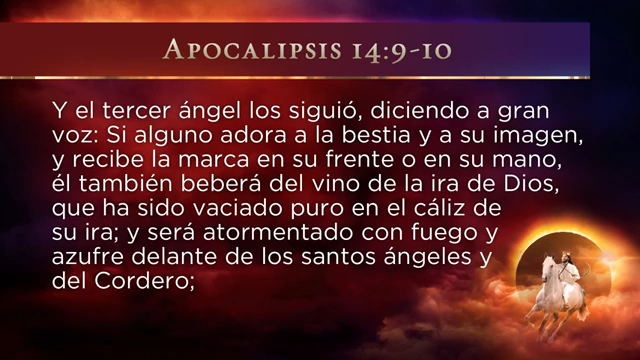 Apocalipsis 14:9-10
Y el tercer ángel los siguió, diciendo a gran
voz: Si alguno adora a la bestia y a su imagen,
y recibe la marca en su frente o en su mano,
él también beberá del vino de la ira de Dios,
que ha sido vaciado puro en el cáliz de
su ira; y será atormentado con fuego y
azufre delante de los santos ángeles y
del Cordero;